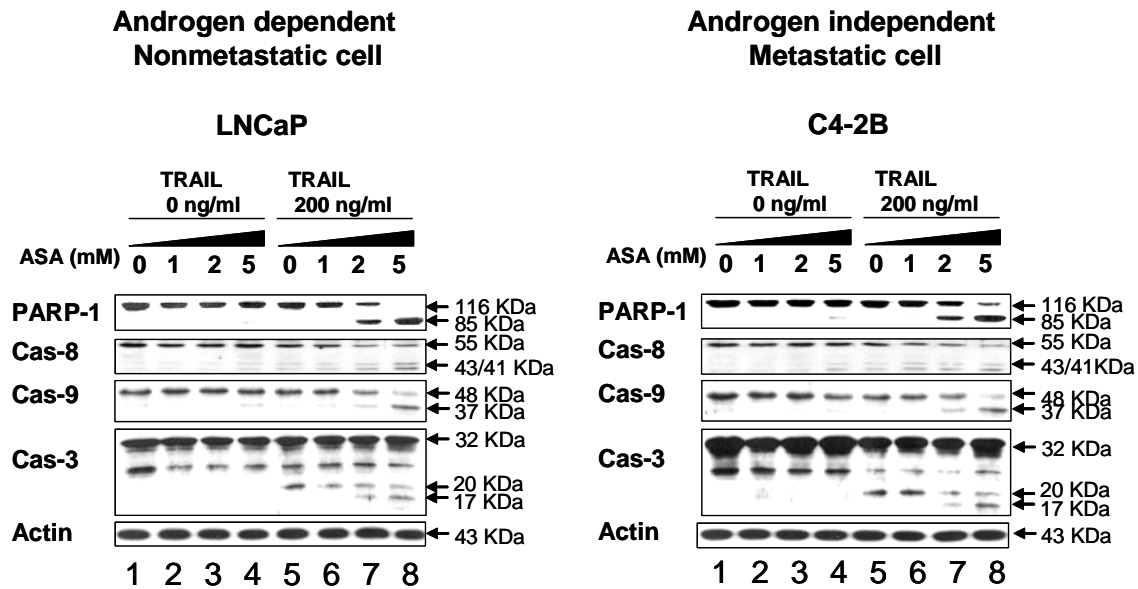 Androgen dependent
Nonmetastatic cell
LNCaP
TRAIL
0 ng/ml
TRAIL
200 ng/ml
ASA (mM)
0 1 2 5 0 1 2 5
PARP-1
116 KDa
85 KDa
Cas-8
55 KDa
43/41 KDa
Cas-9
48 KDa
37 KDa
Cas-3
32 KDa
20 KDa
17 KDa
Actin
43 KDa
1 2 3 4 5 6 7 8
Androgen independent
Metastatic cell
C4-2B
TRAIL
0 ng/ml
TRAIL
200 ng/ml
ASA (mM)
0 1 2 5 0 1 2 5
PARP-1
116 KDa
85 KDa
Cas-8
55 KDa
43/41KDa
Cas-9
48 KDa
37 KDa
Cas-3
32 KDa
20 KDa
17 KDa
Actin
43 KDa
1 2 3 4 5 6 7 8